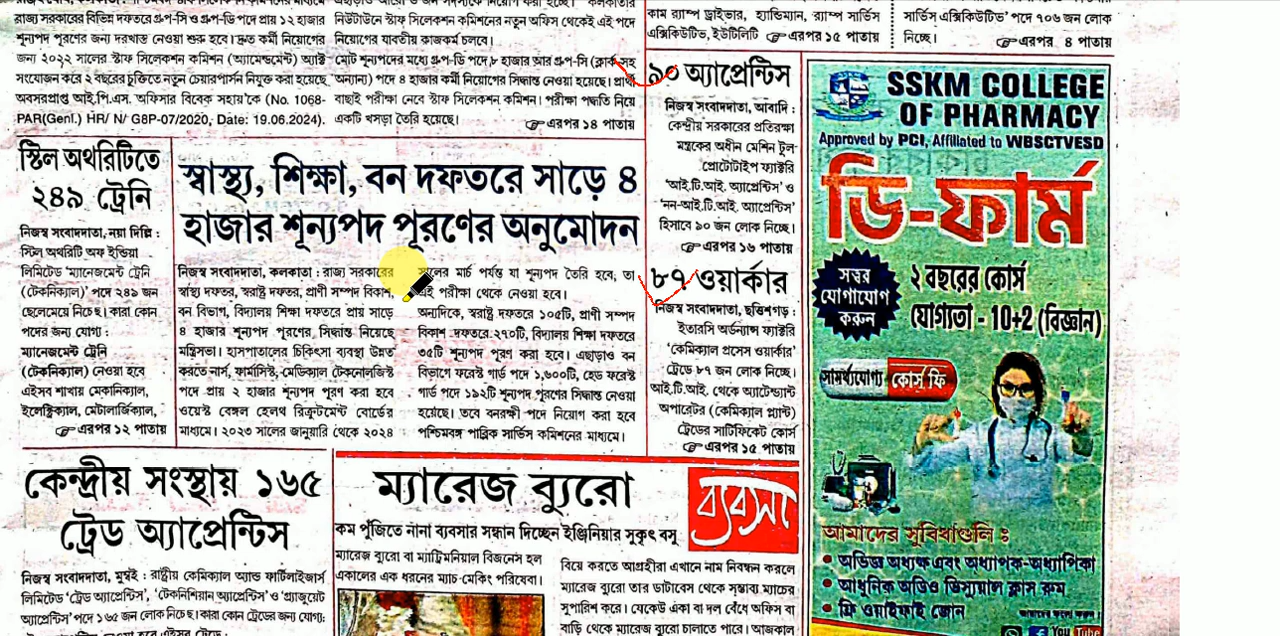 রাজ্য সরকারের বিভিন্ন দফতরে গ্রুপ-সি ও গ্রুপ-ডি পদে প্রায় ১২ হাজার
শূন্যপদ পূরণের জন্য দরখাস্ত নেওয়া শুরু হবে। দ্রুত কর্মী নিয়োগের
জন্য ২০২২ সালের স্টাফ সিলেকশন কমিশন (অ্যামেন্ডমেন্ট) অ্যাক্ট
সংযোজন করে ২ বছরের চুক্তিতে নতুন চেয়ারপার্সন নিযুক্ত করা হয়েছে
অবসরপ্রাপ্ত আই.পি.এস. অফিসার বিবেক সহায়'কে (No. 1068-
PAR(Genl.) HR/ N/ G8P-07/2020, Date: 19.06.2024).
নিউটাউনে স্টাফ সিলেকশন কমিশনের নতুন অফিস থেকেই এই পদে
নিয়োগের যাবতীয় কাজকর্ম চলবে।
মোট শূন্যপদের মধ্যে গ্রুপ-ডি পদে ৮ হাজার আর গ্রুপ-সি (ক্লার্ক সহ
অন্যান্য) পদে ৪ হাজার কর্মী নিয়োগের সিদ্ধান্ত নেওয়া হয়েছে। প্রার্থী
বাছাই পরীক্ষা নেবে স্টাফ সিলেকশন কমিশন। পরীক্ষা পদ্ধতি নিয়ে
একটি খসড়া তৈরি হয়েছে।
এরপর ১৪ পাতায়
কাম র‍্যাম্প ড্রাইভার, হ্যান্ডিম্যান, র‍্যাম্প সার্ভিস
এক্সিকিউটিভ, ইউটিলিটি এরপর ১৫ পাতায়
সার্ভিস এক্সিকিউটিভ' পদে ৭০৬ জন লোক
নিচ্ছে। এরপর ৪ পাতায়
স্টিল অথরিটিতে
২৪৯ ট্রেনি
নিজস্ব সংবাদদাতা, নয়া দিল্লি :
স্টিল অথরিটি অফ ইন্ডিয়া
লিমিটেড 'ম্যানেজমেন্ট ট্রেনি
(টেকনিক্যাল)' পদে ২৪৯ জন
ছেলেমেয়ে নিচ্ছে। কারা কোন
পদের জন্য যোগ্য :
ম্যানেজমেন্ট ট্রেনি
(টেকনিক্যাল) নেওয়া হবে
এইসব শাখায় মেকানিক্যাল,
ইলেক্ট্রিক্যাল, মেটালার্জিক্যাল,
এরপর ১২ পাতায়
স্বাস্থ্য, শিক্ষা, বন দফতরে সাড়ে ৪
হাজার শূন্যপদ পূরণের অনুমোদন
নিজস্ব সংবাদদাতা, কলকাতা : রাজ্য সরকারের
স্বাস্থ্য দফতর, স্বরাষ্ট্র দফতর, প্রাণী সম্পদ বিকাশ,
বন বিভাগ, বিদ্যালয় শিক্ষা দফতরে প্রায় সাড়ে
৪ হাজার শূন্যপদ পূরণের, সিদ্ধান্ত নিয়েছে
মন্ত্রিসভা। হাসপাতালের চিকিৎসা ব্যবস্থা উন্নত
করতে নার্স, ফার্মাসিস্ট, মেডিক্যাল টেকনোলজিস্ট
পদে প্রায় ২ হাজার শূন্যপদ পূরণ করা হবে
ওয়েস্ট বেঙ্গল হেলথ রিক্রুটমেন্ট বোর্ডের
মাধ্যমে। ২০২৩ সালের জানুয়ারি থেকে ২০২৪
সালের মার্চ পর্যন্ত যা শূন্যপদ তৈরি হবে, তা
এই পরীক্ষা থেকে নেওয়া হবে।
অন্যদিকে, স্বরাষ্ট্র দফতরে ১০৫টি, প্রাণী সম্পদ
বিকাশ দফতরে ২৭০টি, বিদ্যালয় শিক্ষা দফতরে
৩৫টি শূন্যপদ পূরণ করা হবে। এছাড়াও বন
বিভাগে ফরেস্ট গার্ড পদে ১,৬০০টি, হেড ফরেস্ট
গার্ড পদে ১৯২টি শূন্যপদ পূরণের সিদ্ধান্ত নেওয়া
হয়েছে। তবে বনরক্ষী পদে নিয়োগ করা হবে
পশ্চিমবঙ্গ পাব্লিক সার্ভিস কমিশনের মাধ্যমে।
৯০ অ্যাপ্রেন্টিস
নিজস্ব সংবাদদাতা, আবাদি :
কেন্দ্রীয় সরকারের প্রতিরক্ষা
মন্ত্রকের অধীন মেশিন টুল
প্রোটোটাইপ ফ্যাক্টরি
'আই.টি.আই. অ্যাপ্রেন্টিস' ও
'নন-আই.টি.আই. অ্যাপ্রেন্টিস'
হিসাবে ৯০ জন লোক নিচ্ছে।
এরপর ১৬ পাতায়
৮৭ ওয়ার্কার
নিজস্ব সংবাদদাতা, ছত্তিশগড় :
ইতারসি অর্ডন্যান্স ফ্যাক্টরি
'কেমিক্যাল প্রসেস ওয়ার্কার'
ট্রেডে ৮৭ জন লোক নিচ্ছে।
আই.টি.আই. থেকে অ্যাটেন্ড্যান্ট
অপারেটর (কেমিক্যাল প্ল্যান্ট)
ট্রেডের সার্টিফিকেট কোর্স
এরপর ১৫ পাতায়
SSKM COLLEGE
OF PHARMACY
Approved by PCI, Affiliated to WBSCTVESD
ডি-ফার্ম
সত্বর
যোগাযোগ
করুন
২ বছরের কোর্স
যোগ্যতা - 10+2 (বিজ্ঞান)
সামর্থ্যযোগ্য কোর্স ফি
আমাদের সুবিধাগুলি :
অভিজ্ঞ অধ্যক্ষ এবং অধ্যাপক-অধ্যাপিকা
আধুনিক অডিও ভিস্যুয়াল ক্লাস রুম
ফ্রি ওয়াইফাই জোন
You Tube
কেন্দ্রীয় সংস্থায় ১৬৫
ট্রেড অ্যাপ্রেন্টিস
নিজস্ব সংবাদদাতা, মুম্বই : রাষ্ট্রীয় কেমিক্যাল অ্যান্ড ফার্টিলাইজার্স
লিমিটেড 'ট্রেড অ্যাপ্রেন্টিস', 'টেকনিশিয়ান অ্যাপ্রেন্টিস' ও 'গ্র্যাজুয়েট
অ্যাপ্রেন্টিস' পদে ১৬৫ জন লোক নিচ্ছে। কারা কোন ট্রেডের জন্য যোগ্য:
ম্যারেজ ব্যুরো
ব্যবসা
কম পুঁজিতে নানা ব্যবসার সন্ধান দিচ্ছেন ইঞ্জিনিয়ার সুকৃৎ বসু
ম্যারেজ ব্যুরো বা ম্যাট্রিমনিয়াল বিজনেস হল
একালের এক ধরনের ম্যাচ-মেকিং পরিষেবা।
বিয়ে করতে আগ্রহীরা এখানে নাম নিবন্ধন করলে
ম্যারেজ ব্যুরো তার ডাটাবেস থেকে সম্ভাব্য ম্যাচের
সুপারিশ করে। যেকেউ একা বা দল বেঁধে অফিস বা
বাড়ি থেকে ম্যারেজ ব্যুরো চালাতে পারে। আজকাল